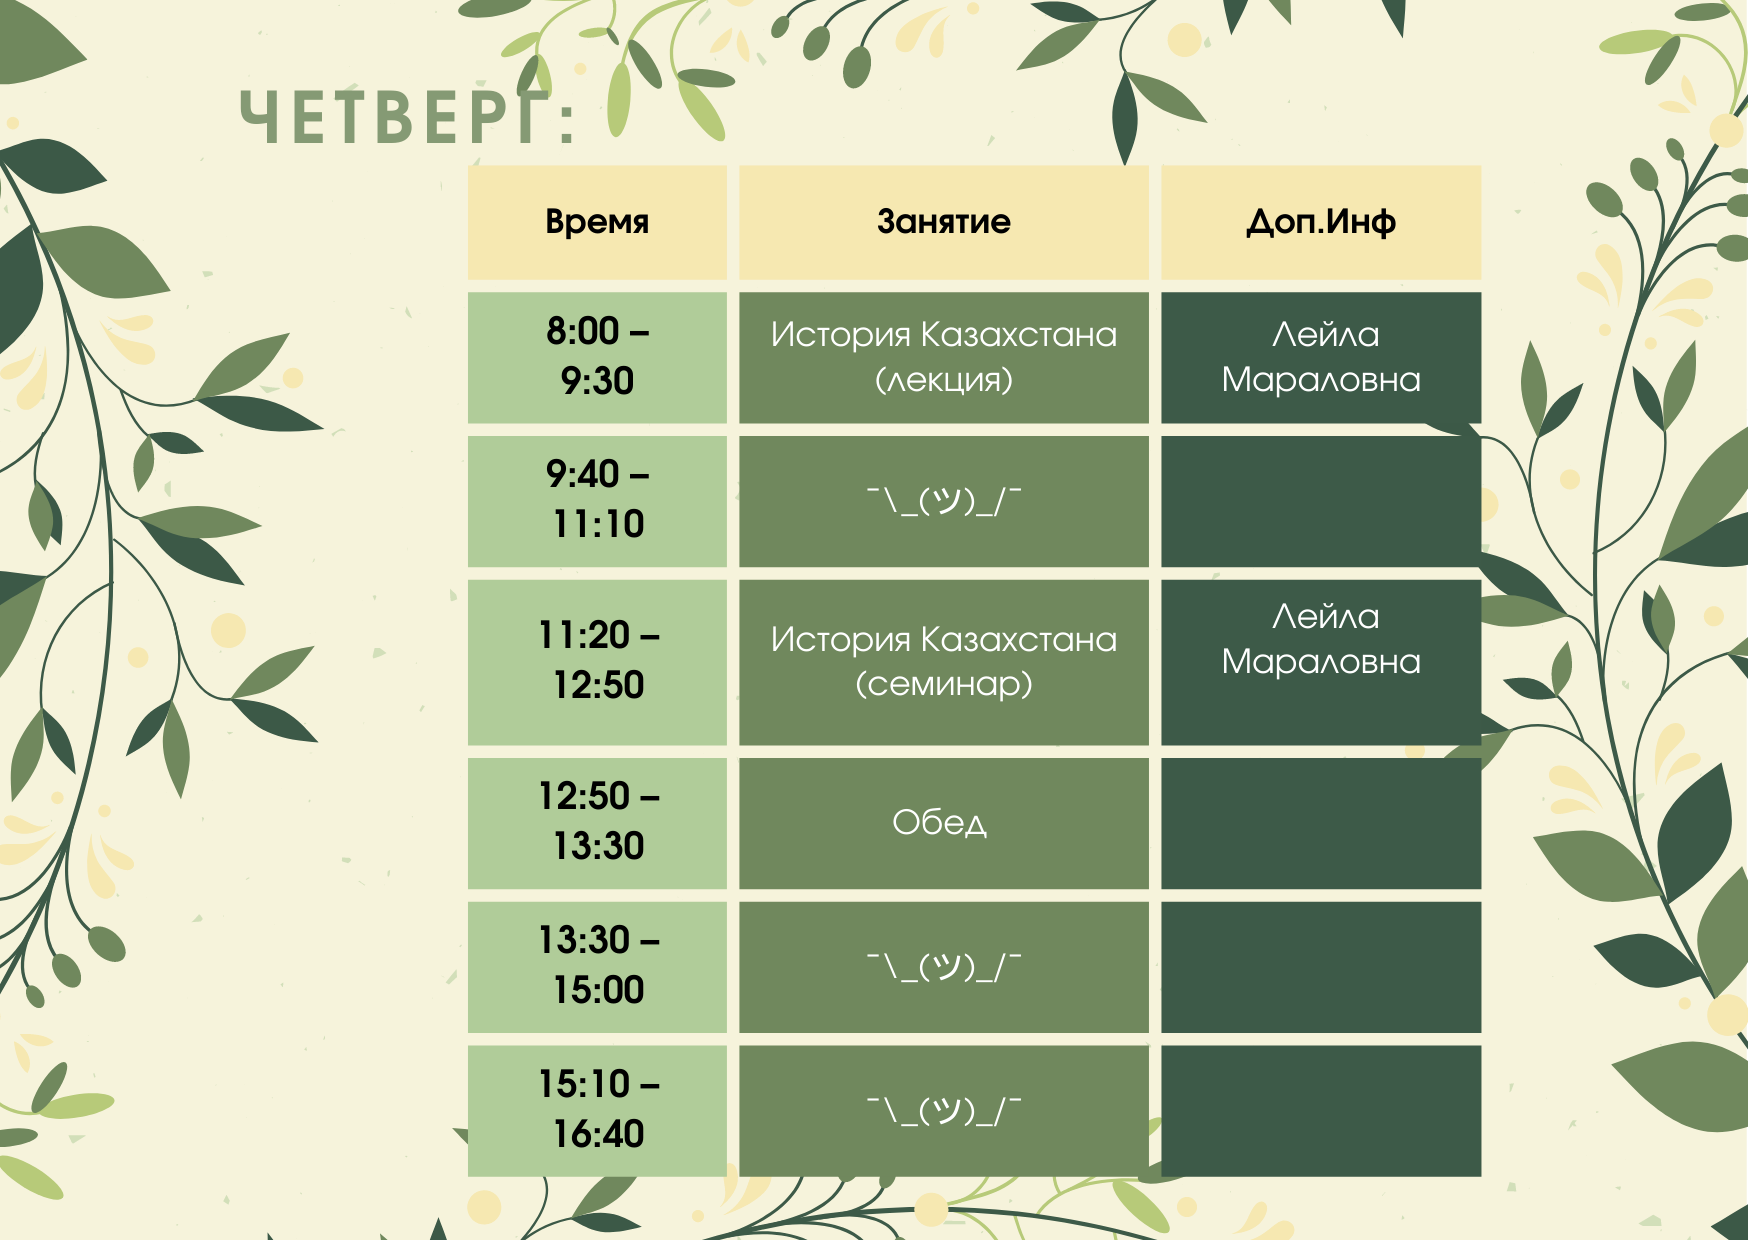 ЧЕТВЕРГ:
Время
Занятие
Доп.Инф
8:00 –
9:30
История Казахстана
(лекция)
Лейла
Мараловна
9:40 –
11:10
¯\_(ツ)_/¯
11:20 –
12:50
История Казахстана
(семинар)
Лейла
Мараловна
12:50 –
13:30
Обед
13:30 –
15:00
¯\_(ツ)_/¯
15:10 –
16:40
¯\_(ツ)_/¯